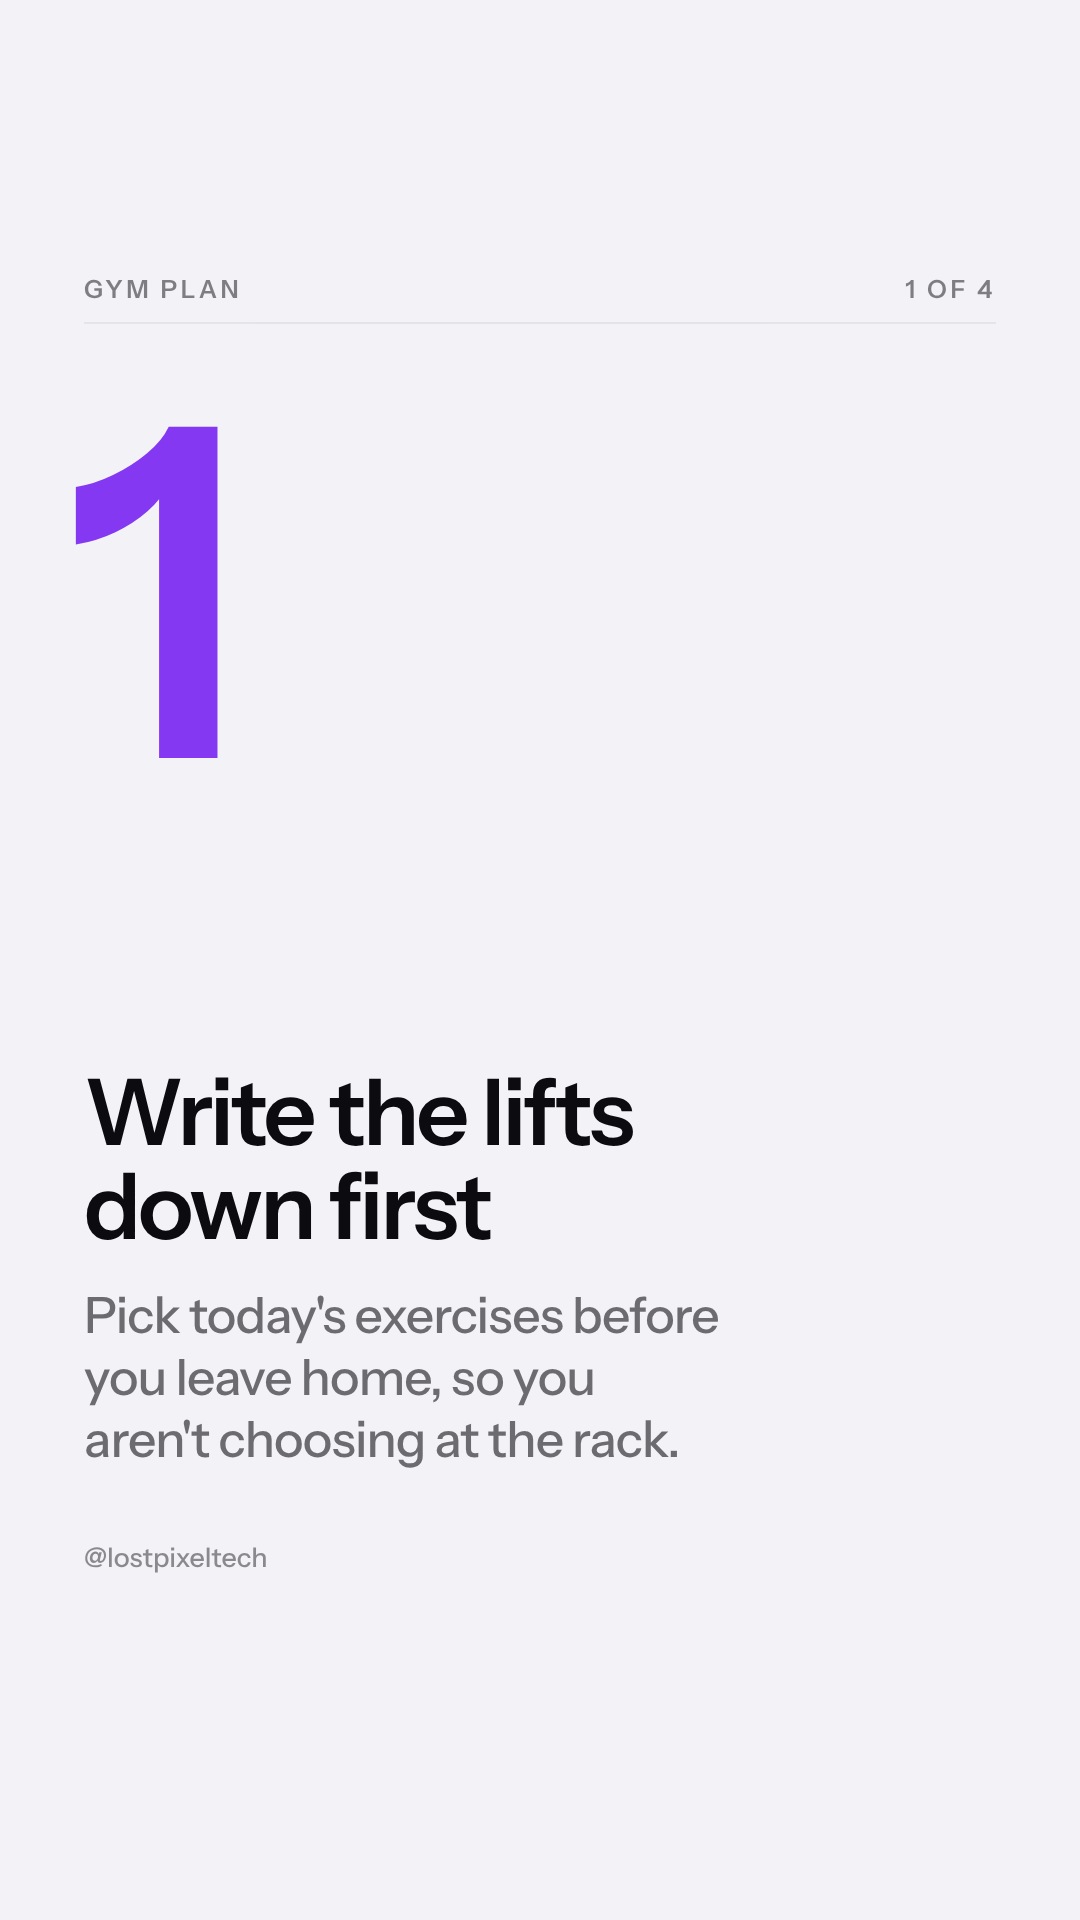 GYM PLAN
1 OF 4
1
Write the lifts
down first
Pick today's exercises before
you leave home, so you
aren't choosing at the rack.
@lostpixeltech